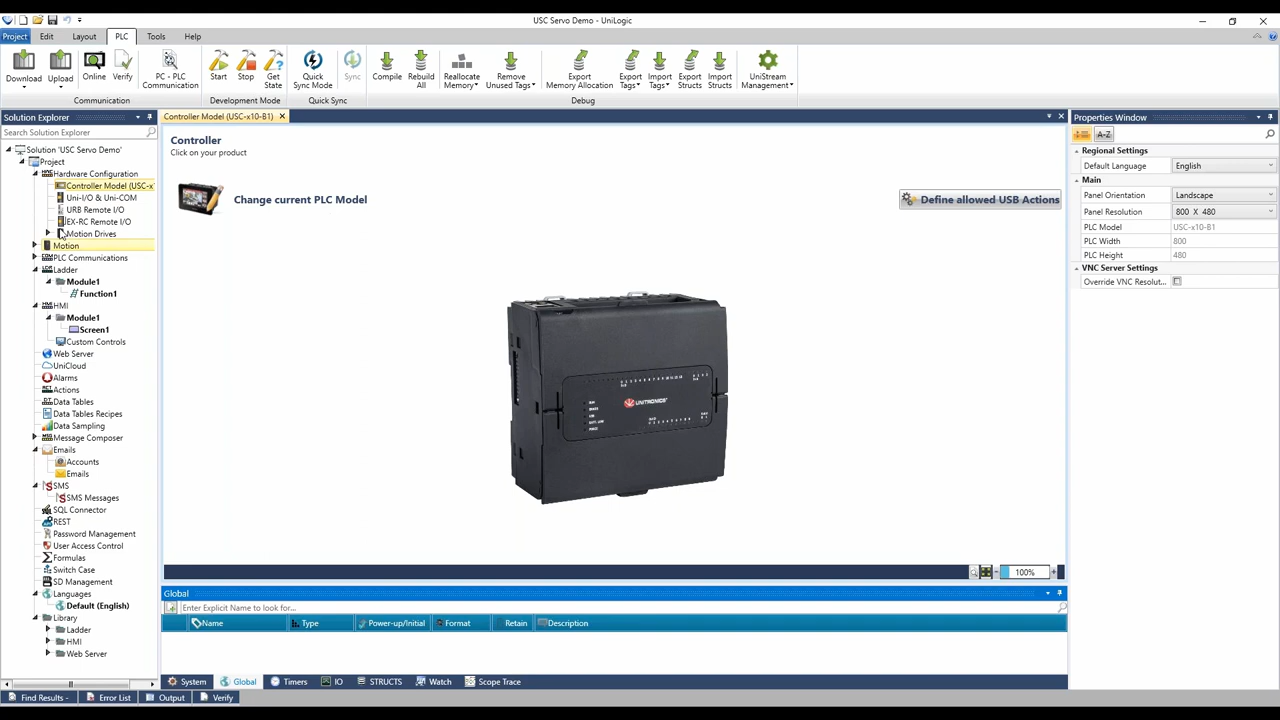 USC Servo Demo - UniLogic
Project Edit Layout PLC Tools Help
Download Upload Online Verify PC - PLC Communication Start Stop Get State Quick Sync Mode Sync Compile Rebuild All Reallocate Memory Remove Unused Tags Export Memory Allocation Export Tags Import Tags Export Structs Import Structs UniStream Management
Communication Development Mode Quick Sync Debug
Solution Explorer
Search Solution Explorer
Solution 'USC Servo Demo'
Project
Hardware Configuration
Controller Model (USC-x
Uni-I/O & Uni-COM
URB Remote I/O
EX-RC Remote I/O
Motion Drives
Motion
PLC Communications
Ladder
Module1
Function1
HMI
Module1
Screen1
Custom Controls
Web Server
UniCloud
Alarms
Actions
Data Tables
Data Tables Recipes
Data Sampling
Message Composer
Emails
Accounts
Emails
SMS
SMS Messages
SQL Connector
REST
Password Management
User Access Control
Formulas
Switch Case
SD Management
Languages
Default (English)
Library
Ladder
HMI
Web Server
Controller Model (USC-x10-B1)
Controller
Click on your product
Change current PLC Model
Define allowed USB Actions
UNITRONICS
100%
Global
Enter Explicit Name to look for...
Name Type Power-up/Initial Format Retain Description
System Global Timers IO STRUCTS Watch Scope Trace
Properties Window
A-Z
Regional Settings
Default Language English
Main
Panel Orientation Landscape
Panel Resolution 800 X 480
PLC Model USC-x10-B1
PLC Width 800
PLC Height 480
VNC Server Settings
Override VNC Resolut...
Find Results - Error List Output Verify